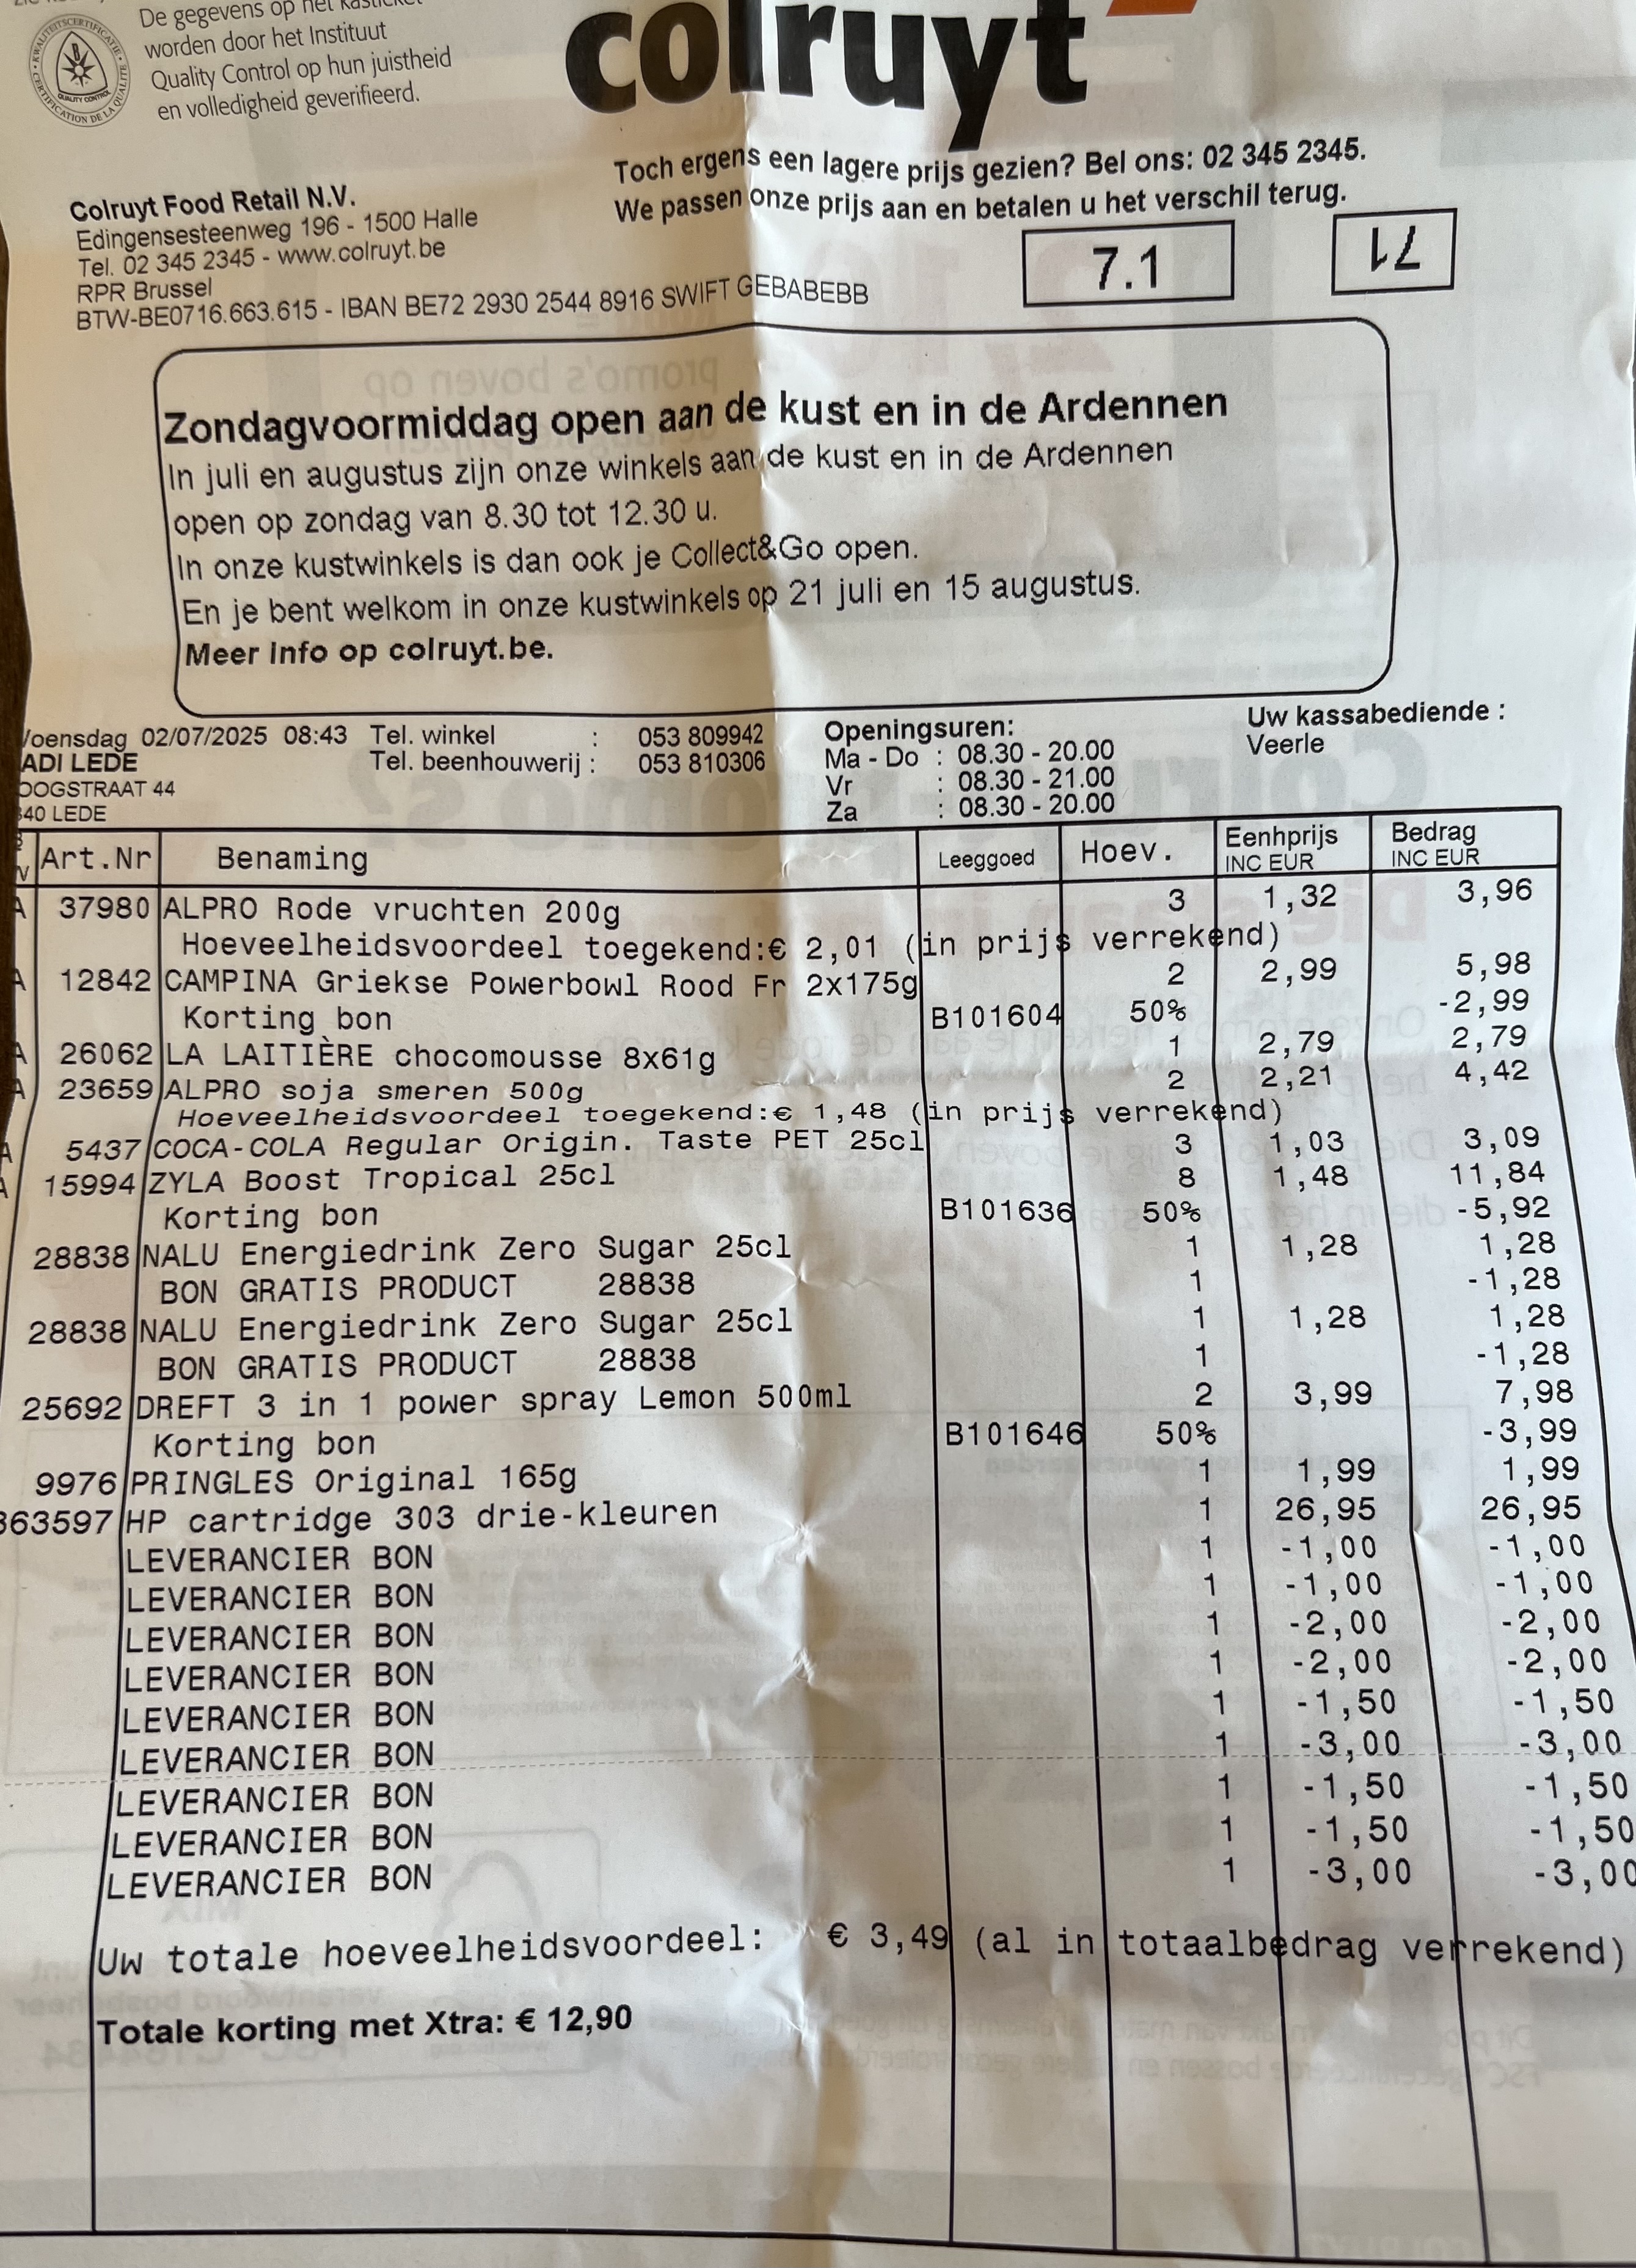 De gegevens op het kasticket
worden door het Instituut
Quality Control op hun juistheid
en volledigheid geverifieerd.
KWALITEITSCERTIFICATIE
CERTIFICATION DE LA QUALITE
QUALITY CONTROL
colruyt
Toch ergens een lagere prijs gezien? Bel ons: 02 345 2345.
We passen onze prijs aan en betalen u het verschil terug.
Colruyt Food Retail N.V.
Edingensesteenweg 196 - 1500 Halle
Tel. 02 345 2345 - www.colruyt.be
RPR Brussel
BTW-BE0716.663.615 - IBAN BE72 2930 2544 8916 SWIFT GEBABEBB
7.1
71
Zondagvoormiddag open aan de kust en in de Ardennen
In juli en augustus zijn onze winkels aan de kust en in de Ardennen
open op zondag van 8.30 tot 12.30 u.
In onze kustwinkels is dan ook je Collect&Go open.
En je bent welkom in onze kustwinkels op 21 juli en 15 augustus.
Meer info op colruyt.be.
oensdag 02/07/2025 08:43 Tel. winkel : 053 809942
ADI LEDE Tel. beenhouwerij : 053 810306
OOGSTRAAT 44
340 LEDE
Openingsuren:
Ma - Do : 08.30 - 20.00
Vr : 08.30 - 21.00
Za : 08.30 - 20.00
Uw kassabediende :
Veerle
Art.Nr Benaming Leeggoed Hoev. Eenhprijs INC EUR Bedrag INC EUR
A 37980 ALPRO Rode vruchten 200g 3 1,32 3,96
Hoeveelheidsvoordeel toegekend:€ 2,01 (in prijs verrekend)
A 12842 CAMPINA Griekse Powerbowl Rood Fr 2x175g 2 2,99 5,98
Korting bon B101604 50% -2,99
A 26062 LA LAITIÈRE chocomousse 8x61g 1 2,79 2,79
A 23659 ALPRO soja smeren 500g 2 2,21 4,42
Hoeveelheidsvoordeel toegekend:€ 1,48 (in prijs verrekend)
A 5437 COCA-COLA Regular Origin. Taste PET 25cl 3 1,03 3,09
A 15994 ZYLA Boost Tropical 25cl 8 1,48 11,84
Korting bon B101636 50% -5,92
28838 NALU Energiedrink Zero Sugar 25cl 1 1,28 1,28
BON GRATIS PRODUCT 28838 1 -1,28
28838 NALU Energiedrink Zero Sugar 25cl 1 1,28 1,28
BON GRATIS PRODUCT 28838 1 -1,28
25692 DREFT 3 in 1 power spray Lemon 500ml 2 3,99 7,98
Korting bon B101646 50% -3,99
9976 PRINGLES Original 165g 1 1,99 1,99
363597 HP cartridge 303 drie-kleuren 1 26,95 26,95
LEVERANCIER BON 1 -1,00 -1,00
LEVERANCIER BON 1 -1,00 -1,00
LEVERANCIER BON 1 -2,00 -2,00
LEVERANCIER BON 1 -2,00 -2,00
LEVERANCIER BON 1 -1,50 -1,50
LEVERANCIER BON 1 -3,00 -3,00
LEVERANCIER BON 1 -1,50 -1,50
LEVERANCIER BON 1 -1,50 -1,50
LEVERANCIER BON 1 -3,00 -3,00
Uw totale hoeveelheidsvoordeel: € 3,49 (al in totaalbedrag verrekend)
Totale korting met Xtra: € 12,90